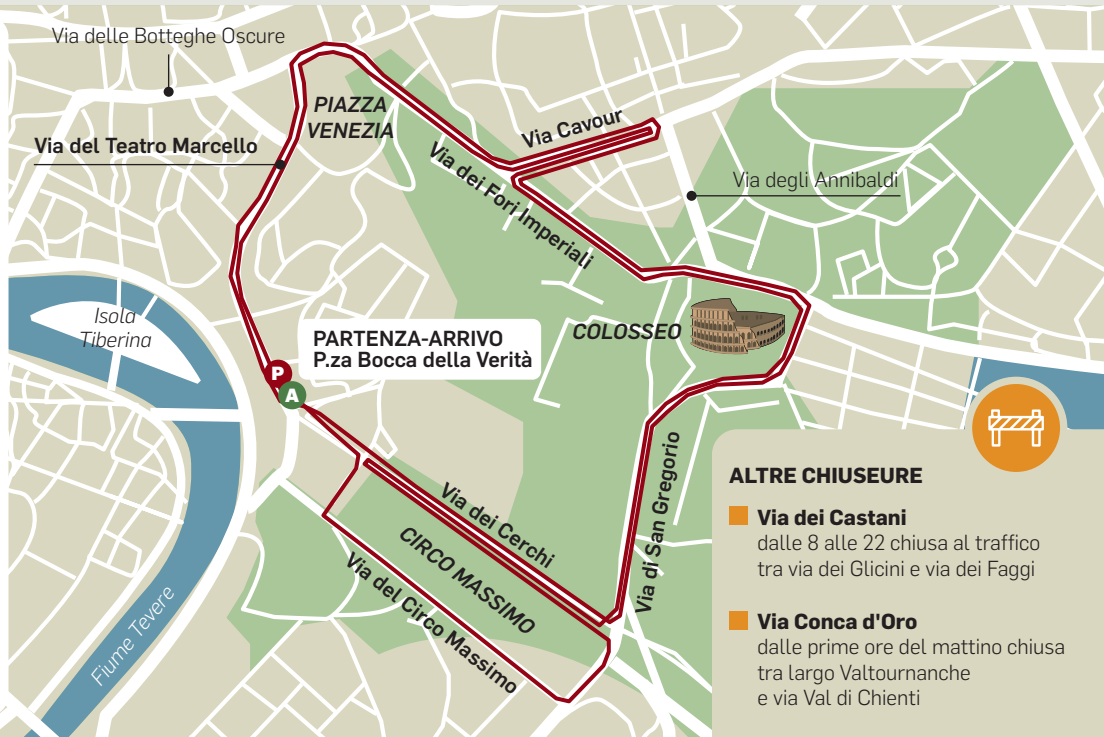 Via delle Botteghe Oscure
PIAZZA
VENEZIA
Via Cavour
Via del Teatro Marcello
Via dei Fori Imperiali
Via degli Annibaldi
Isola
Tiberina
COLOSSEO
PARTENZA-ARRIVO
P.za Bocca della Verità
P
A
Via dei Cerchi
CIRCO MASSIMO
Via del Circo Massimo
Via di San Gregorio
Fiume Tevere
ALTRE CHIUSEURE
Via dei Castani
dalle 8 alle 22 chiusa al traffico
tra via dei Glicini e via dei Faggi
Via Conca d'Oro
dalle prime ore del mattino chiusa
tra largo Valtournanche
e via Val di Chienti